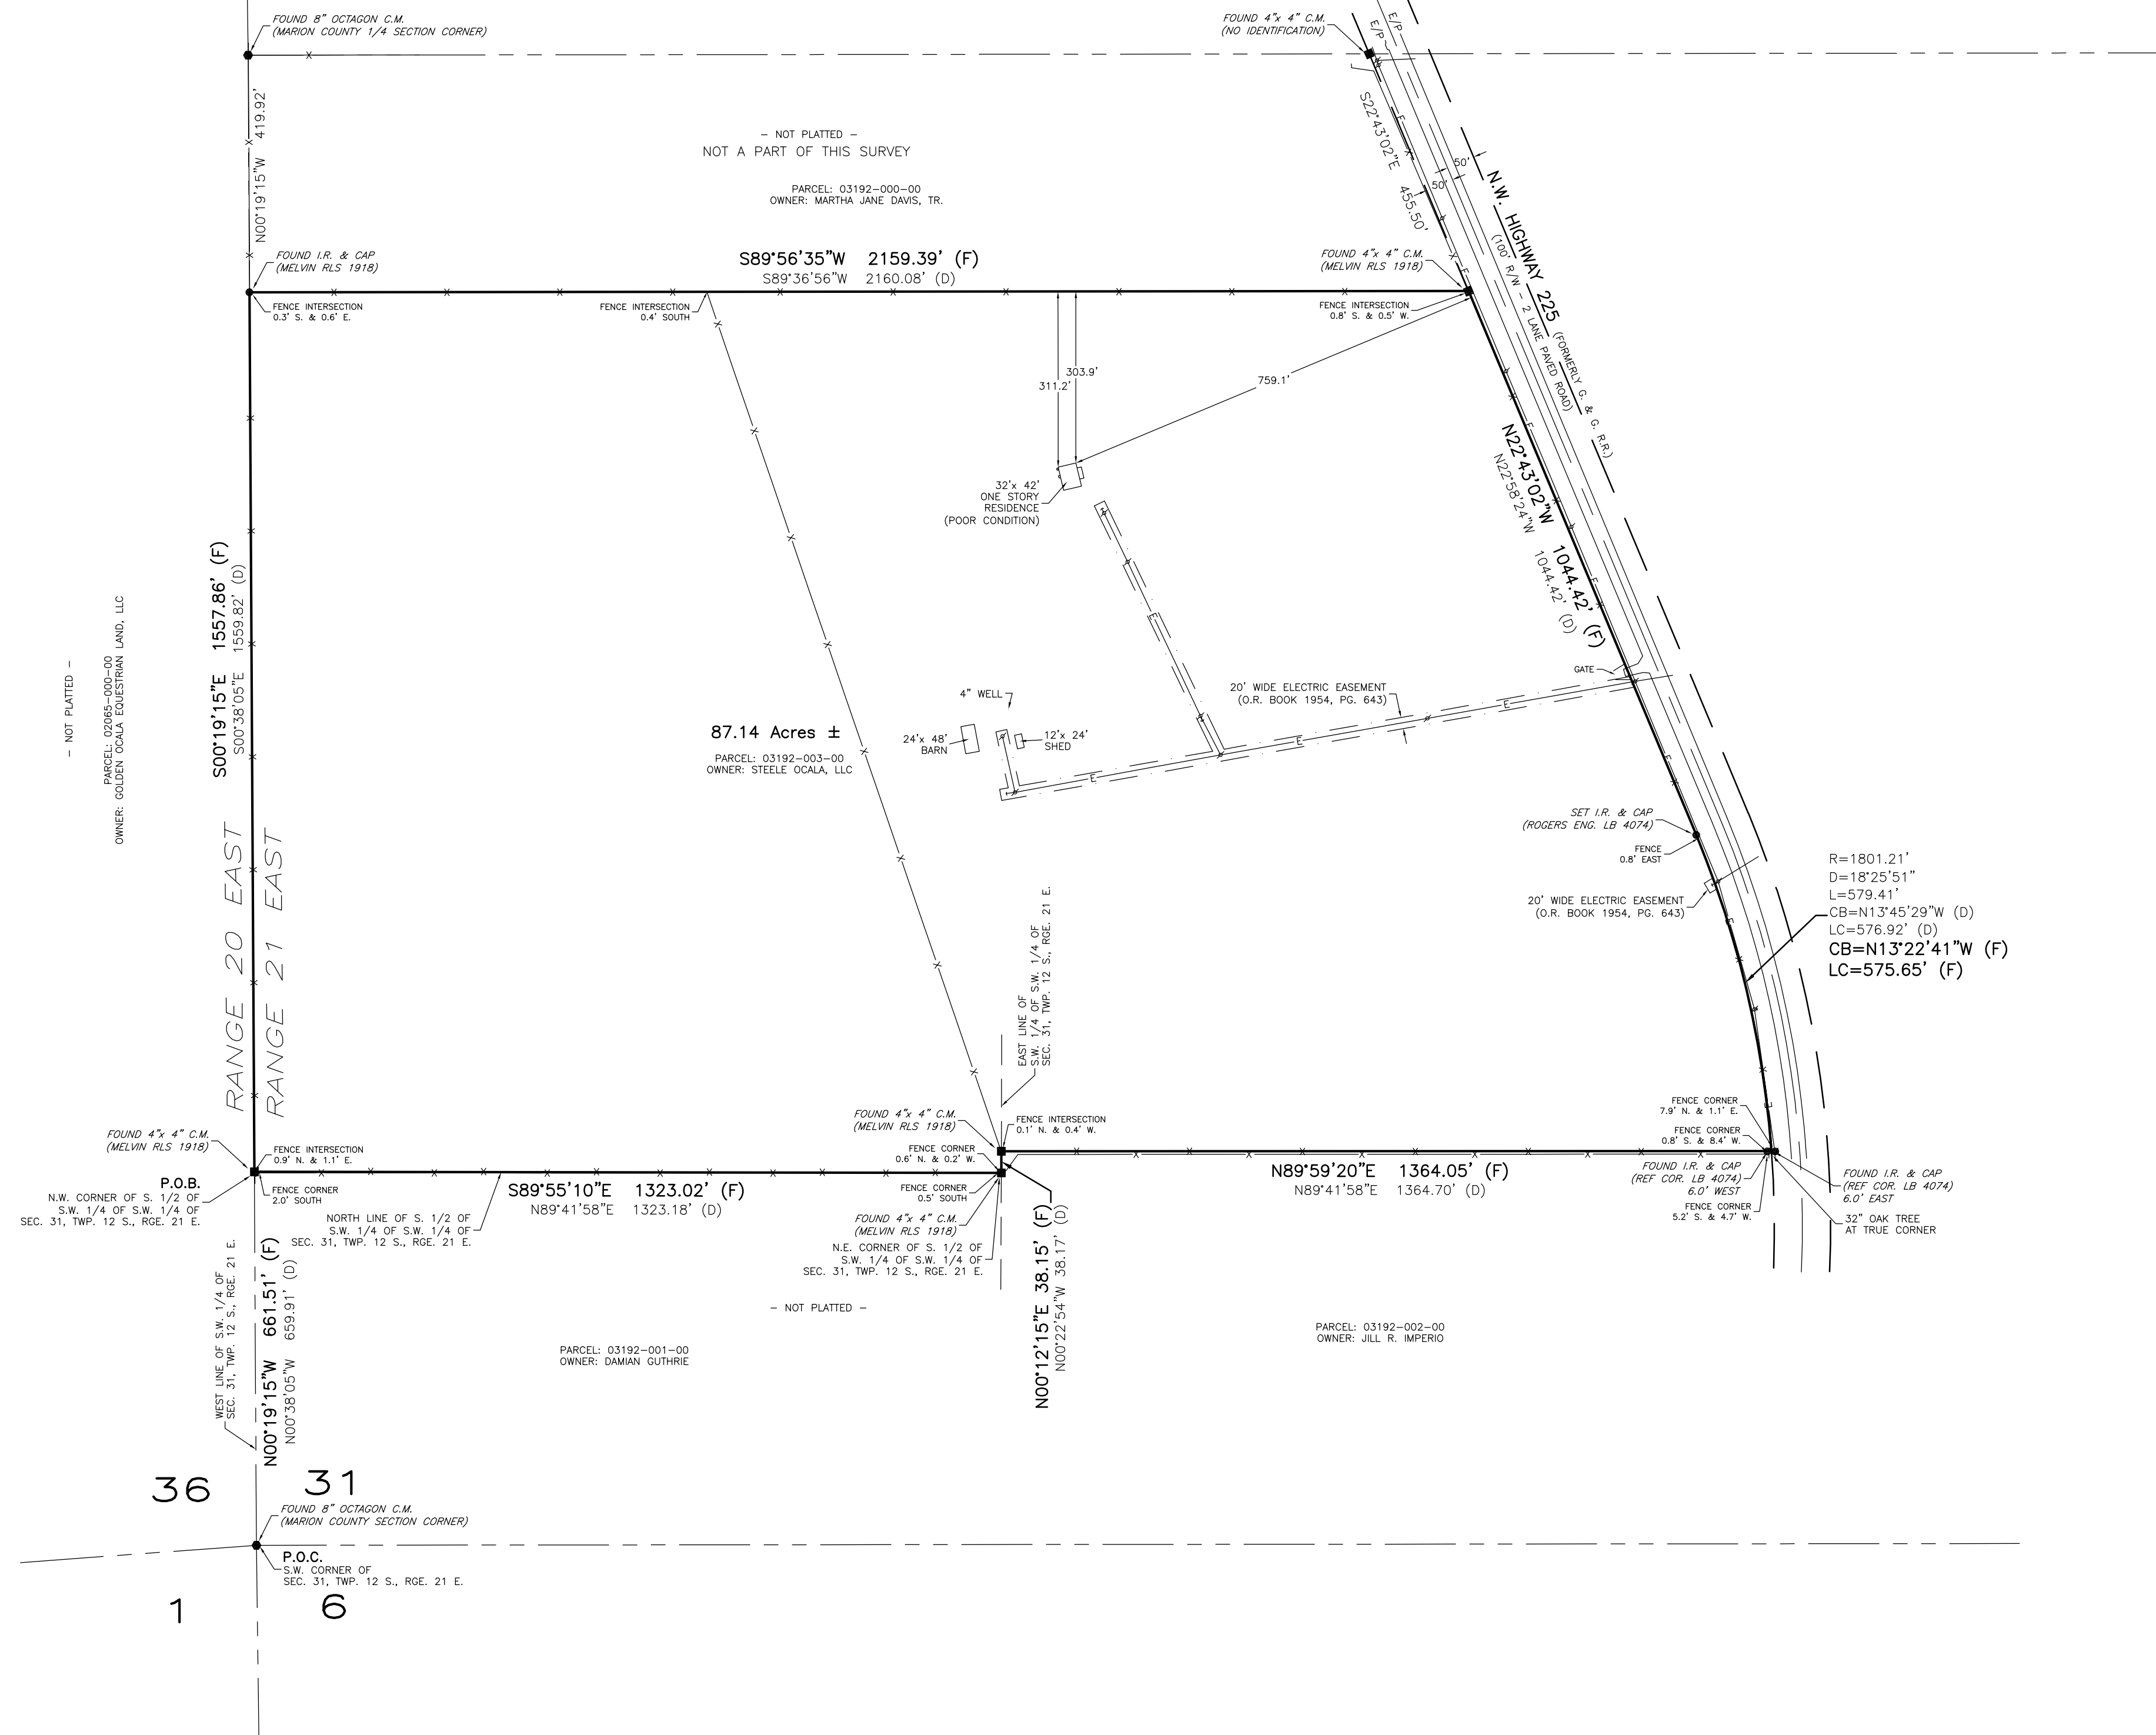 FOUND 8" OCTAGON C.M.
(MARION COUNTY 1/4 SECTION CORNER)
FOUND 4"x 4" C.M.
(NO IDENTIFICATION)
E/P
E/P
N00°19'15"W 419.92'
- NOT PLATTED -
NOT A PART OF THIS SURVEY
PARCEL: 03192-000-00
OWNER: MARTHA JANE DAVIS, TR.
S22°43'02"E 455.50'
50'
50'
N.W. HIGHWAY 225 (FORMERLY G. & G. R.R.)
(100' R/W - 2 LANE PAVED ROAD)
FOUND I.R. & CAP
(MELVIN RLS 1918)
S89°56'35"W 2159.39' (F)
S89°36'56"W 2160.08' (D)
FOUND 4"x 4" C.M.
(MELVIN RLS 1918)
FENCE INTERSECTION
0.3' S. & 0.6' E.
FENCE INTERSECTION
0.4' SOUTH
FENCE INTERSECTION
0.8' S. & 0.5' W.
303.9'
311.2'
759.1'
32'x 42'
ONE STORY
RESIDENCE
(POOR CONDITION)
N22°43'02"W 1044.42' (F)
N22°58'24"W 1044.42' (D)
S00°19'15"E 1557.86' (F)
S00°38'05"E 1559.82' (D)
- NOT PLATTED -
PARCEL: 02065-000-00
OWNER: GOLDEN OCALA EQUESTRIAN LAND, LLC
GATE
20' WIDE ELECTRIC EASEMENT
(O.R. BOOK 1954, PG. 643)
4" WELL
87.14 Acres ±
PARCEL: 03192-003-00
OWNER: STEELE OCALA, LLC
24'x 48'
BARN
12'x 24'
SHED
E
E
E
E
SET I.R. & CAP
(ROGERS ENG. LB 4074)
FENCE
0.8' EAST
20' WIDE ELECTRIC EASEMENT
(O.R. BOOK 1954, PG. 643)
R=1801.21'
D=18°25'51"
L=579.41'
CB=N13°45'29"W (D)
LC=576.92' (D)
CB=N13°22'41"W (F)
LC=575.65' (F)
RANGE 20 EAST
RANGE 21 EAST
EAST LINE OF
S.W. 1/4 OF S.W. 1/4 OF
SEC. 31, TWP. 12 S., RGE. 21 E.
FOUND 4"x 4" C.M.
(MELVIN RLS 1918)
FENCE INTERSECTION
0.9' N. & 1.1' E.
P.O.B.
N.W. CORNER OF S. 1/2 OF
S.W. 1/4 OF S.W. 1/4 OF
SEC. 31, TWP. 12 S., RGE. 21 E.
FENCE CORNER
2.0' SOUTH
FOUND 4"x 4" C.M.
(MELVIN RLS 1918)
FENCE INTERSECTION
0.1' N. & 0.4' W.
FENCE CORNER
0.6' N. & 0.2' W.
FENCE CORNER
7.9' N. & 1.1' E.
FENCE CORNER
0.8' S. & 8.4' W.
S89°55'10"E 1323.02' (F)
N89°41'58"E 1323.18' (D)
NORTH LINE OF S. 1/2 OF
S.W. 1/4 OF S.W. 1/4 OF
SEC. 31, TWP. 12 S., RGE. 21 E.
FENCE CORNER
0.5' SOUTH
FOUND 4"x 4" C.M.
(MELVIN RLS 1918)
N.E. CORNER OF S. 1/2 OF
S.W. 1/4 OF S.W. 1/4 OF
SEC. 31, TWP. 12 S., RGE. 21 E.
N89°59'20"E 1364.05' (F)
N89°41'58"E 1364.70' (D)
FOUND I.R. & CAP
(REF COR. LB 4074)
6.0' WEST
FENCE CORNER
5.2' S. & 4.7' W.
FOUND I.R. & CAP
(REF COR. LB 4074)
6.0' EAST
32" OAK TREE
AT TRUE CORNER
N00°12'15"E 38.15' (F)
N00°22'54"W 38.17' (D)
WEST LINE OF S.W. 1/4 OF
SEC. 31, TWP. 12 S., RGE. 21 E.
N00°19'15"W 661.51' (F)
N00°38'05"W 659.91' (D)
- NOT PLATTED -
PARCEL: 03192-001-00
OWNER: DAMIAN GUTHRIE
PARCEL: 03192-002-00
OWNER: JILL R. IMPERIO
36
31
FOUND 8" OCTAGON C.M.
(MARION COUNTY SECTION CORNER)
P.O.C.
S.W. CORNER OF
SEC. 31, TWP. 12 S., RGE. 21 E.
1
6